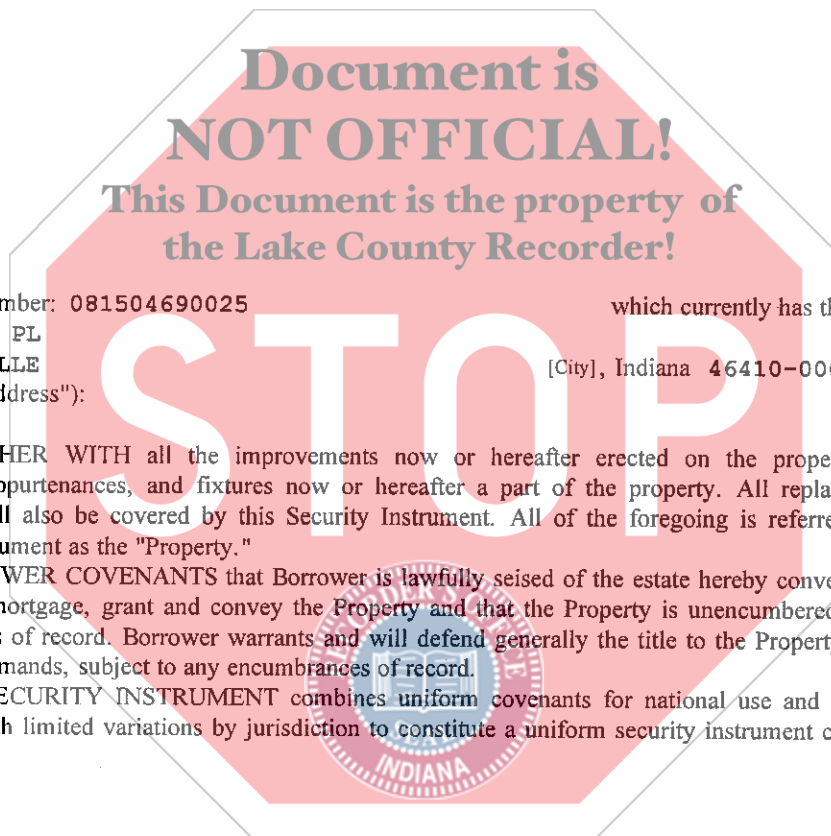 Document is
NOT OFFICIAL!
This Document is the property of
the Lake County Recorder!
mber: 081504690025 which currently has th
PL
LLE [City], Indiana 46410-00
ddress"):
STOP
HER WITH all the improvements now or hereafter erected on the prope
ppurtenances, and fixtures now or hereafter a part of the property. All repla
ll also be covered by this Security Instrument. All of the foregoing is referre
ument as the "Property."
WER COVENANTS that Borrower is lawfully seised of the estate hereby conve
nortgage, grant and convey the Property and that the Property is unencumbered
s of record. Borrower warrants and will defend generally the title to the Property
mands, subject to any encumbrances of record.
ECURITY INSTRUMENT combines uniform covenants for national use and
h limited variations by jurisdiction to constitute a uniform security instrument c
RECORDER'S OFFICE
SEAL
INDIANA